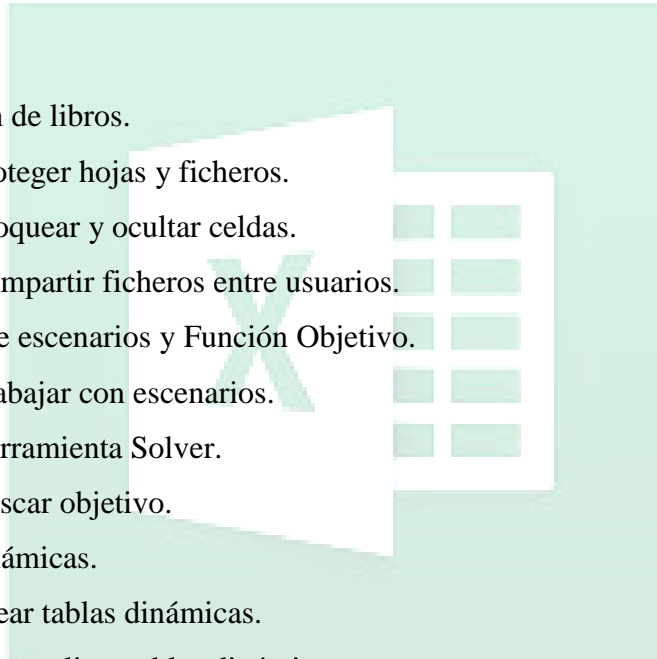 de libros.
oteger hojas y ficheros.
oquear y ocultar celdas.
mpartir ficheros entre usuarios.
e escenarios y Función Objetivo.
abajar con escenarios.
rramienta Solver.
scar objetivo.
námicas.
ear tablas dinámicas.
X